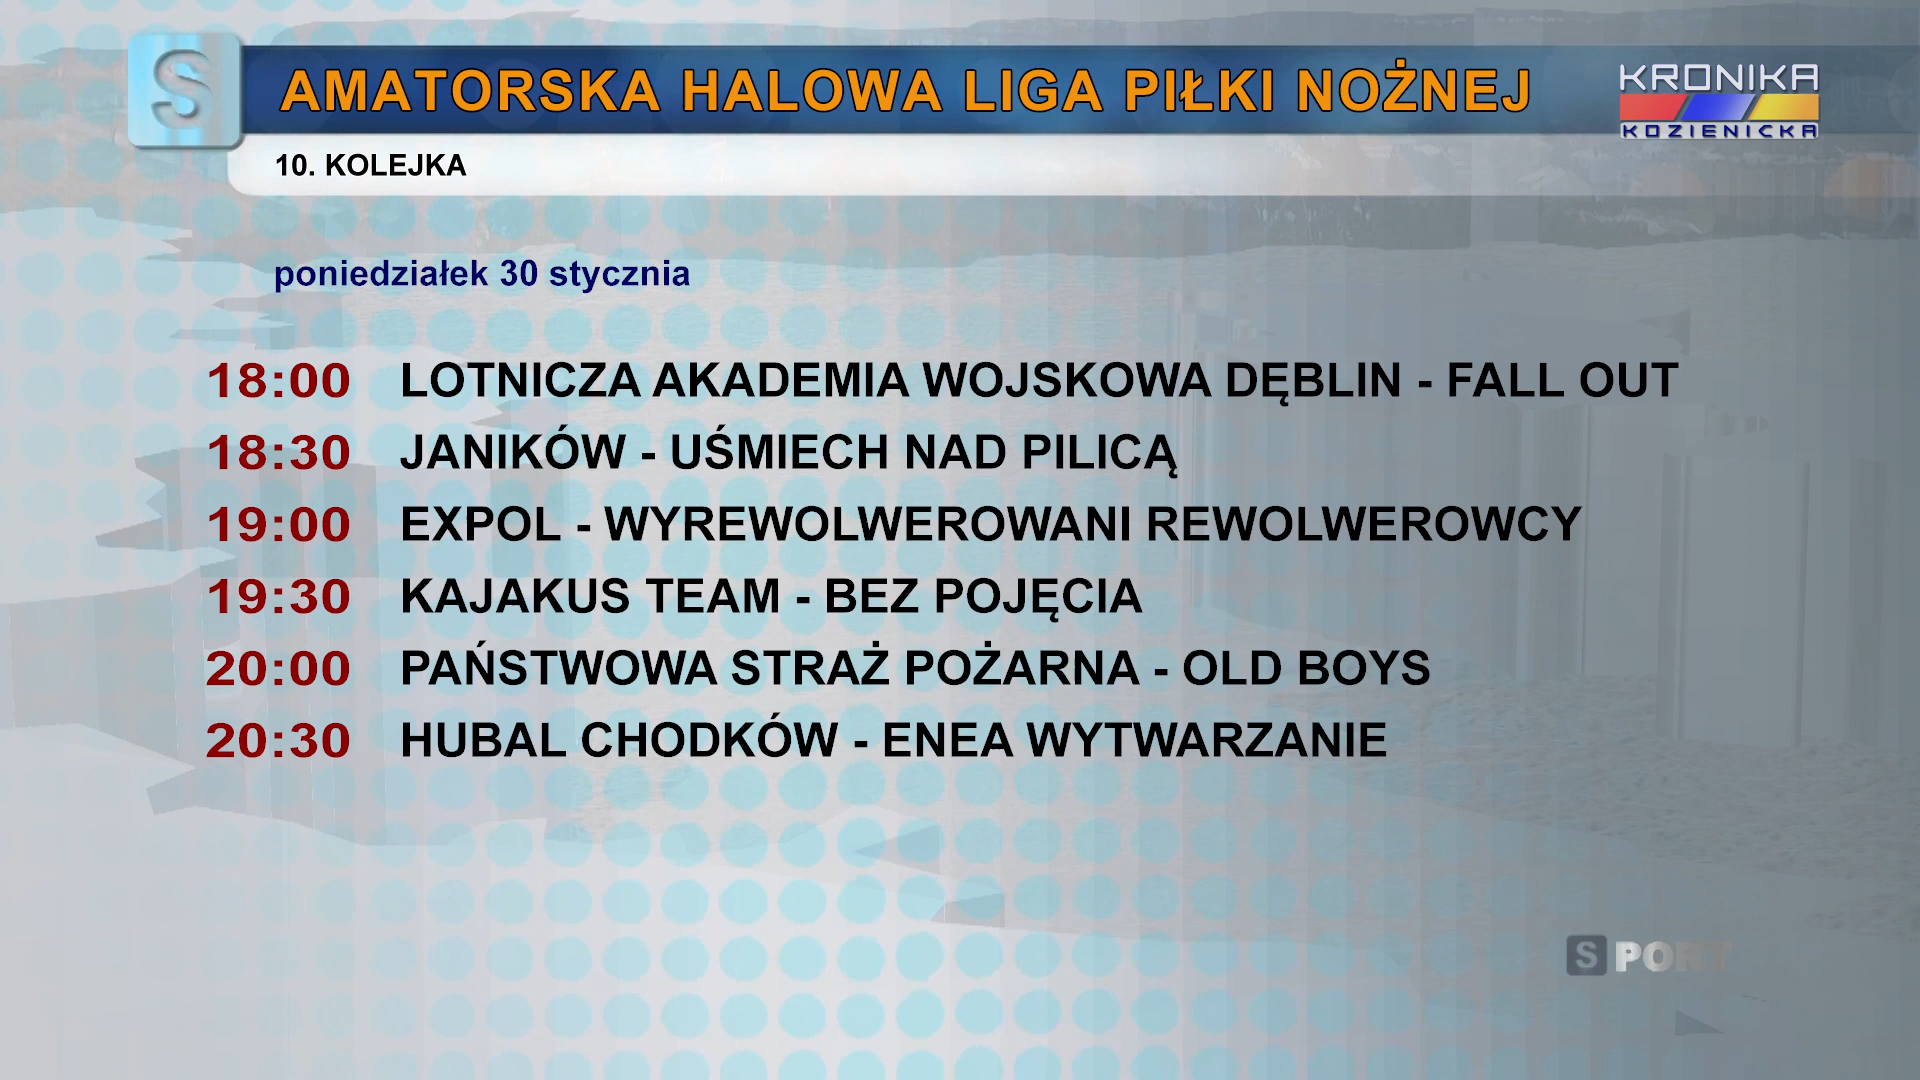 S AMATORSKA HALOWA LIGA PIŁKI NOŻNEJ
KRONIKA
KOZIENICKA
10. KOLEJKA
poniedziałek 30 stycznia
18:00 LOTNICZA AKADEMIA WOJSKOWA DĘBLIN - FALL OUT
18:30 JANIKÓW - UŚMIECH NAD PILICĄ
19:00 EXPOL - WYREWOLWEROWANI REWOLWEROWCY
19:30 KAJAKUS TEAM - BEZ POJĘCIA
20:00 PAŃSTWOWA STRAŻ POŻARNA - OLD BOYS
20:30 HUBAL CHODKÓW - ENEA WYTWARZANIE
SPORT